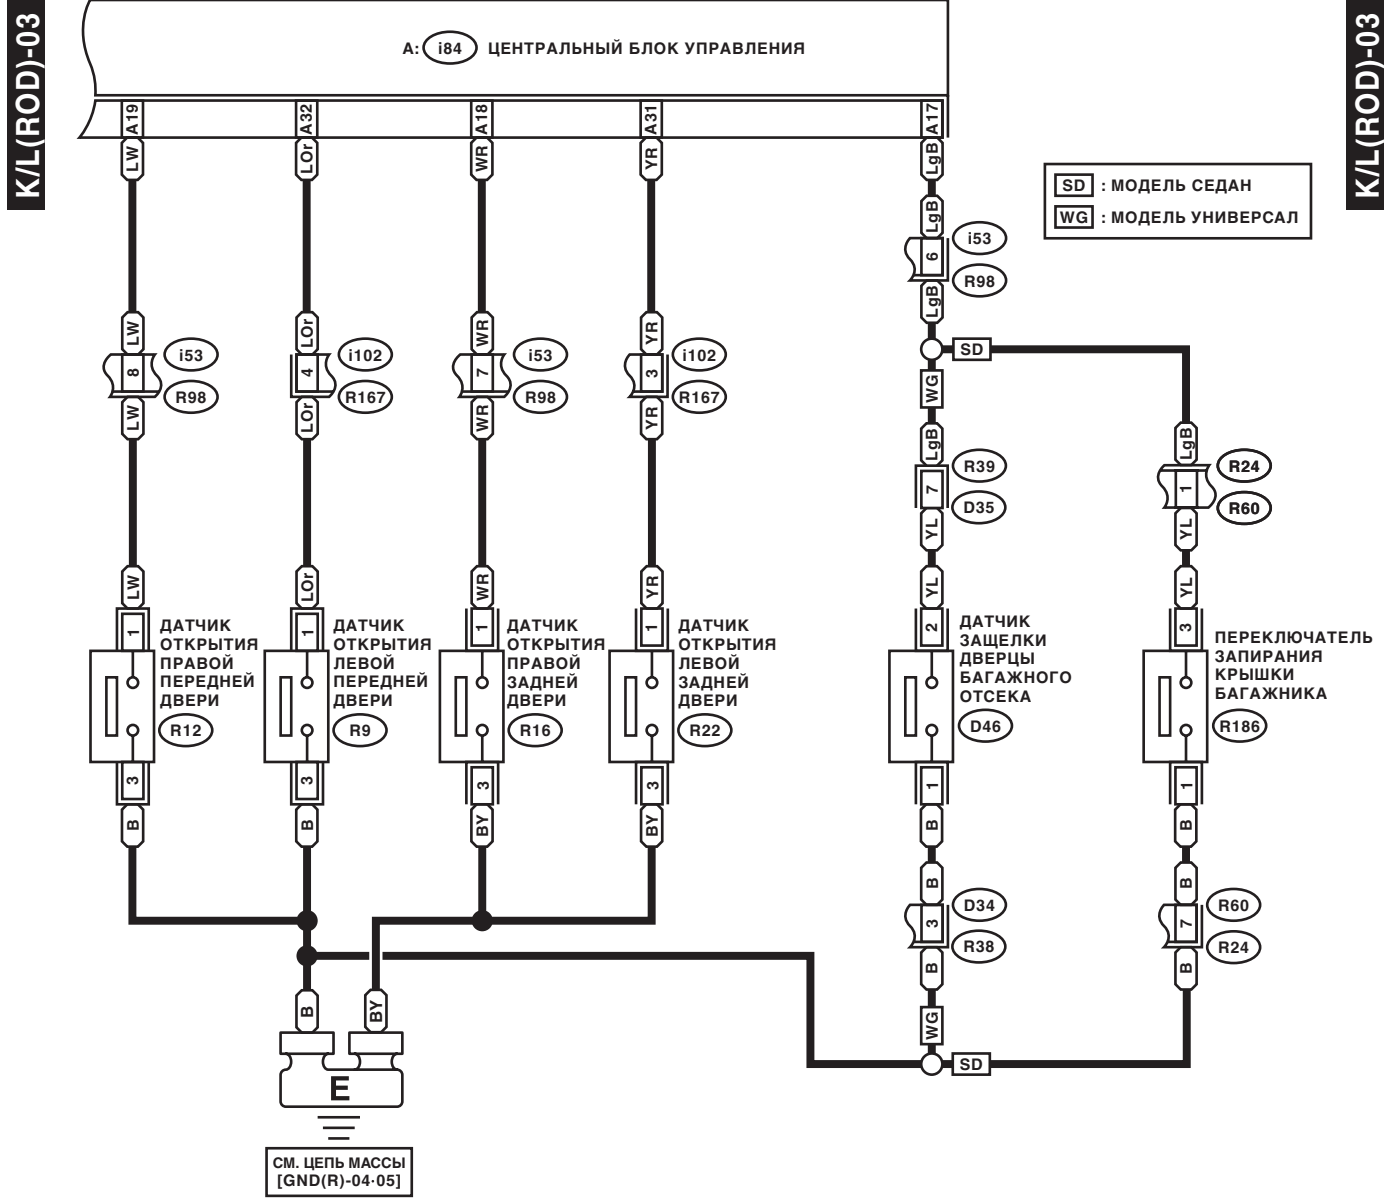 K/L(ROD)-03
K/L(ROD)-03
A: i84 ЦЕНТРАЛЬНЫЙ БЛОК УПРАВЛЕНИЯ
A19 A32 A18 A31 A17
LW LOr WR YR LgB
SD : МОДЕЛЬ СЕДАН
WG : МОДЕЛЬ УНИВЕРСАЛ
LgB
6 i53
R98
LgB
LW LOr WR YR
8 i53 4 i102 7 i53 3 i102
R98 R167 R98 R167
LW LOr WR YR
SD
WG
LgB LgB
7 R39 1 R24
D35 R60
YL YL
LW LOr WR YR YL YL
1 1 1 1 2 3
ДАТЧИК
ОТКРЫТИЯ
ПРАВОЙ
ПЕРЕДНЕЙ
ДВЕРИ
R12
ДАТЧИК
ОТКРЫТИЯ
ЛЕВОЙ
ПЕРЕДНЕЙ
ДВЕРИ
R9
ДАТЧИК
ОТКРЫТИЯ
ПРАВОЙ
ЗАДНЕЙ
ДВЕРИ
R16
ДАТЧИК
ОТКРЫТИЯ
ЛЕВОЙ
ЗАДНЕЙ
ДВЕРИ
R22
ДАТЧИК
ЗАЩЕЛКИ
ДВЕРЦЫ
БАГАЖНОГО
ОТСЕКА
D46
ПЕРЕКЛЮЧАТЕЛЬ
ЗАПИРАНИЯ
КРЫШКИ
БАГАЖНИКА
R186
3 3 3 3 1 1
B B BY BY B B
B B
3 D34 7 R60
R38 R24
B B
B BY
WG
SD
E
СМ. ЦЕПЬ МАССЫ
[GND(R)-04·05]